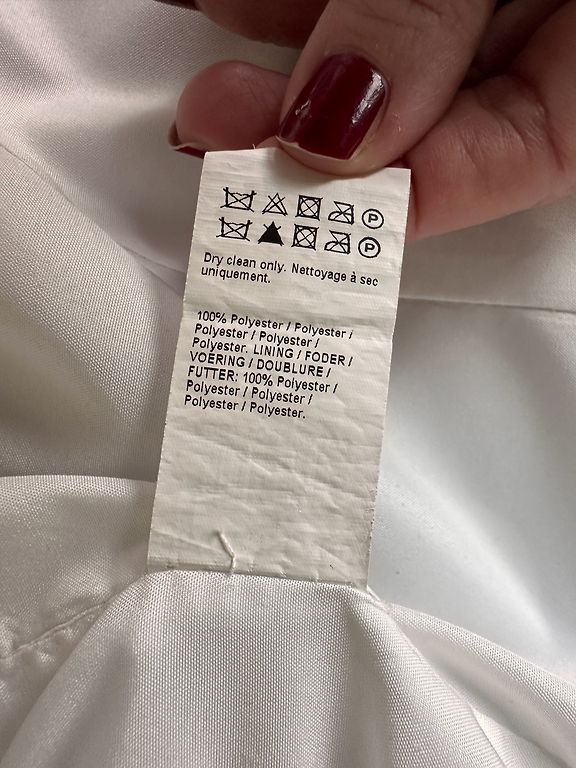 P
P
Dry clean only. Nettoyage à sec
uniquement.
100% Polyester / Polyester /
Polyester / Polyester /
Polyester. LINING / FODER /
VOERING / DOUBLURE /
FUTTER: 100% Polyester /
Polyester / Polyester /
Polyester / Polyester.